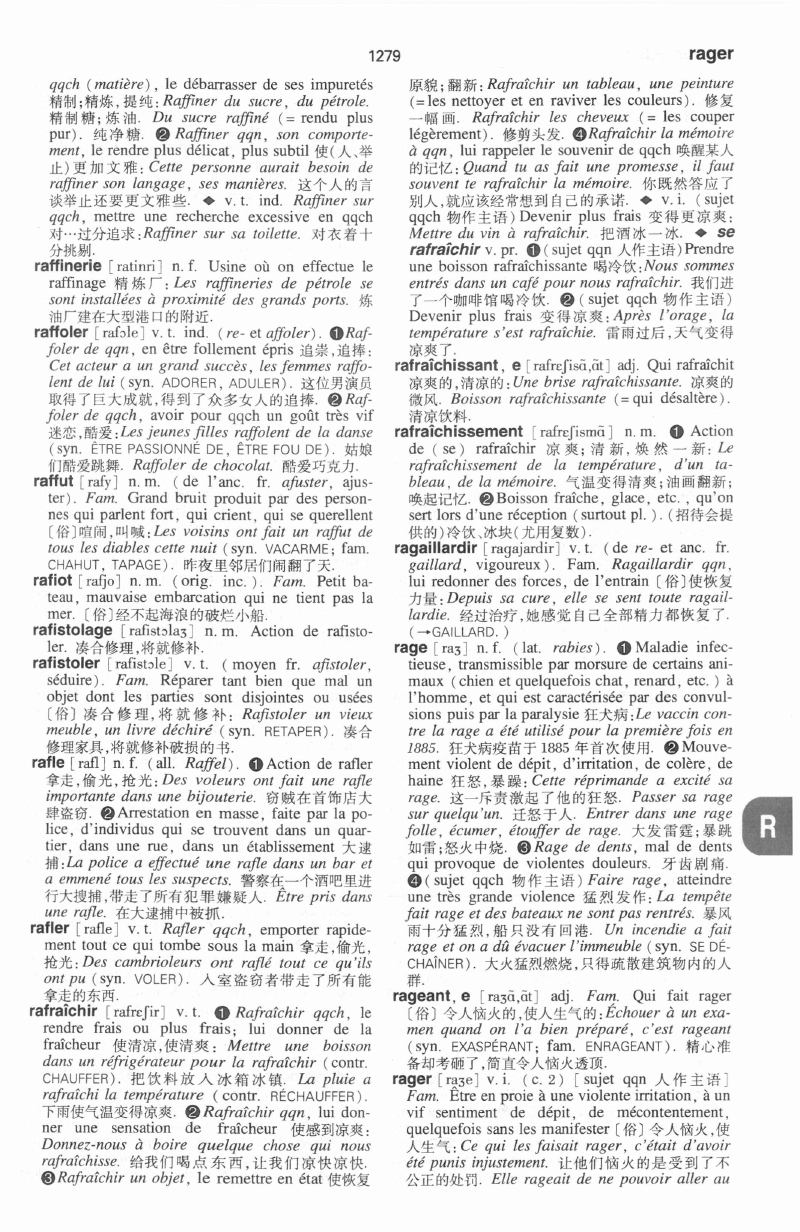 1279
rager
qqch (matière), le débarrasser de ses impuretés
精制;精炼,提纯: Raffiner du sucre, du pétrole.
精制糖;炼油. Du sucre raffiné (= rendu plus
pur). 纯净糖. ❷ Raffiner qqn, son comporte-
ment, le rendre plus délicat, plus subtil 使(人、举
止)更加文雅: Cette personne aurait besoin de
raffiner son langage, ses manières. 这个人的言
谈举止还要更文雅些. ◆ v. t. ind. Raffiner sur
qqch, mettre une recherche excessive en qqch
对…过分追求: Raffiner sur sa toilette. 对衣着十
分挑剔.
raffinerie [ratinri] n. f. Usine où on effectue le
raffinage 精炼厂: Les raffineries de pétrole se
sont installées à proximité des grands ports. 炼
油厂建在大型港口的附近.
raffoler [rafɔle] v. t. ind. (re- et affoler). ❶Raf-
foler de qqn, en être follement épris 追崇,追捧:
Cet acteur a un grand succès, les femmes raffo-
lent de lui (syn. ADORER, ADULER). 这位男演员
取得了巨大成就,得到了众多女人的追捧. ❷Raf-
foler de qqch, avoir pour qqch un goût très vif
迷恋,酷爱: Les jeunes filles raffolent de la danse
(syn. ÊTRE PASSIONNÉ DE, ÊTRE FOU DE). 姑娘
们酷爱跳舞. Raffoler de chocolat. 酷爱巧克力.
raffut [rafy] n. m. (de l'anc. fr. afuster, ajus-
ter). Fam. Grand bruit produit par des person-
nes qui parlent fort, qui crient, qui se querellent
〔俗〕喧闹,叫喊: Les voisins ont fait un raffut de
tous les diables cette nuit (syn. VACARME; fam.
CHAHUT, TAPAGE). 昨夜里邻居们闹翻了天.
rafiot [rafjo] n. m. (orig. inc.). Fam. Petit ba-
teau, mauvaise embarcation qui ne tient pas la
mer. 〔俗〕经不起海浪的破烂小船.
rafistolage [rafistɔlaʒ] n. m. Action de rafisto-
ler. 凑合修理,将就修补.
rafistoler [rafistɔle] v. t. (moyen fr. afistoler,
séduire). Fam. Réparer tant bien que mal un
objet dont les parties sont disjointes ou usées
〔俗〕凑合修理,将就修补: Rafistoler un vieux
meuble, un livre déchiré (syn. RETAPER). 凑合
修理家具,将就修补破损的书.
rafle [rafl] n. f. (all. Raffel). ❶Action de rafler
拿走,偷光,抢光: Des voleurs ont fait une rafle
importante dans une bijouterie. 窃贼在首饰店大
肆盗窃. ❷Arrestation en masse, faite par la po-
lice, d'individus qui se trouvent dans un quar-
tier, dans une rue, dans un établissement 大逮
捕: La police a effectué une rafle dans un bar et
a emmené tous les suspects. 警察在一个酒吧里进
行大搜捕,带走了所有犯罪嫌疑人. Être pris dans
une rafle. 在大逮捕中被抓.
rafler [rafle] v. t. Rafler qqch, emporter rapide-
ment tout ce qui tombe sous la main 拿走,偷光,
抢光: Des cambrioleurs ont raflé tout ce qu'ils
ont pu (syn. VOLER). 入室盗窃者带走了所有能
拿走的东西.
rafraîchir [rafrɛʃir] v. t. ❶ Rafraîchir qqch, le
rendre frais ou plus frais; lui donner de la
fraîcheur 使清凉,使清爽: Mettre une boisson
dans un réfrigérateur pour la rafraîchir (contr.
CHAUFFER). 把饮料放入冰箱冰镇. La pluie a
rafraîchi la température (contr. RÉCHAUFFER).
下雨使气温变得凉爽. ❷Rafraîchir qqn, lui don-
ner une sensation de fraîcheur 使感到凉爽:
Donnez-nous à boire quelque chose qui nous
rafraîchisse. 给我们喝点东西,让我们凉快凉快.
❸Rafraîchir un objet, le remettre en état 使恢复
原貌;翻新: Rafraîchir un tableau, une peinture
(=les nettoyer et en raviver les couleurs). 修复
一幅画. Rafraîchir les cheveux (= les couper
légèrement). 修剪头发. ❹Rafraîchir la mémoire
à qqn, lui rappeler le souvenir de qqch 唤醒某人
的记忆: Quand tu as fait une promesse, il faut
souvent te rafraîchir la mémoire. 你既然答应了
别人,就应该经常想到自己的承诺. ◆ v. i. (sujet
qqch 物作主语) Devenir plus frais 变得更凉爽:
Mettre du vin à rafraîchir. 把酒冰一冰. ◆ se
rafraîchir v. pr. ❶(sujet qqn 人作主语)Prendre
une boisson rafraîchissante 喝冷饮:Nous sommes
entrés dans un café pour nous rafraîchir. 我们进
了一个咖啡馆喝冷饮. ❷(sujet qqch 物作主语)
Devenir plus frais 变得凉爽: Après l'orage, la
température s'est rafraîchie. 雷雨过后,天气变得
凉爽了.
rafraîchissant, e [rafrɛʃisɑ̃,ɑ̃t] adj. Qui rafraîchit
凉爽的,清凉的: Une brise rafraîchissante. 凉爽的
微风. Boisson rafraîchissante (= qui désaltère).
清凉饮料.
rafraîchissement [rafrɛʃismɑ̃] n. m. ❶ Action
de (se) rafraîchir 凉爽;清新,焕然一新: Le
rafraîchissement de la température, d'un ta-
bleau, de la mémoire. 气温变得清爽;油画翻新;
唤起记忆. ❷Boisson fraîche, glace, etc., qu'on
sert lors d'une réception (surtout pl.). (招待会提
供的)冷饮、冰块(尤用复数).
ragaillardir [ragajardir] v. t. (de re- et anc. fr.
gaillard, vigoureux). Fam. Ragaillardir qqn,
lui redonner des forces, de l'entrain 〔俗〕使恢复
力量: Depuis sa cure, elle se sent toute ragail-
lardie. 经过治疗,她感觉自己全部精力都恢复了.
(→GAILLARD.)
rage [raʒ] n. f. (lat. rabies). ❶Maladie infec-
tieuse, transmissible par morsure de certains ani-
maux (chien et quelquefois chat, renard, etc.) à
l'homme, et qui est caractérisée par des convul-
sions puis par la paralysie 狂犬病: Le vaccin con-
tre la rage a été utilisé pour la première fois en
1885. 狂犬病疫苗于 1885 年首次使用. ❷Mouve-
ment violent de dépit, d'irritation, de colère, de
haine 狂怒,暴躁: Cette réprimande a excité sa
rage. 这一斥责激起了他的狂怒. Passer sa rage
sur quelqu'un. 迁怒于人. Entrer dans une rage
folle, écumer, étouffer de rage. 大发雷霆;暴跳
如雷;怒火中烧. ❸Rage de dents, mal de dents
qui provoque de violentes douleurs. 牙齿剧痛.
❹(sujet qqch 物作主语) Faire rage, atteindre
une très grande violence 猛烈发作: La tempête
fait rage et des bateaux ne sont pas rentrés. 暴风
雨十分猛烈,船只没有回港. Un incendie a fait
rage et on a dû évacuer l'immeuble (syn. SE DÉ-
CHAÎNER). 大火猛烈燃烧,只得疏散建筑物内的人
群.
rageant, e [raʒɑ̃,ɑ̃t] adj. Fam. Qui fait rager
〔俗〕令人恼火的,使人生气的: Échouer à un exa-
men quand on l'a bien préparé, c'est rageant
(syn. EXASPÉRANT; fam. ENRAGEANT). 精心准
备却考砸了,简直令人恼火透顶.
rager [raʒe] v. i. (c. 2) [sujet qqn 人作主语]
Fam. Être en proie à une violente irritation, à un
vif sentiment de dépit, de mécontentement,
quelquefois sans les manifester 〔俗〕令人恼火,使
人生气: Ce qui les faisait rager, c'était d'avoir
été punis injustement. 让他们恼火的是受到了不
公正的处罚. Elle rageait de ne pouvoir aller au
R